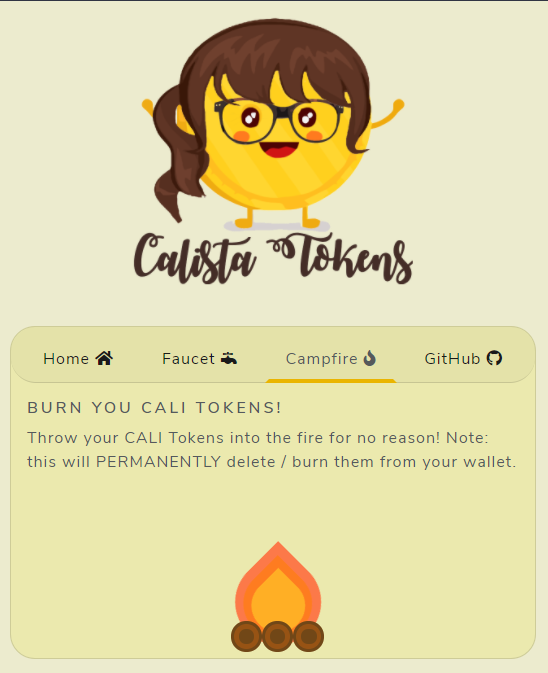 Calista Tokens
Home Faucet Campfire GitHub
BURN YOU CALI TOKENS!
Throw your CALI Tokens into the fire for no reason! Note:
this will PERMANENTLY delete / burn them from your wallet.